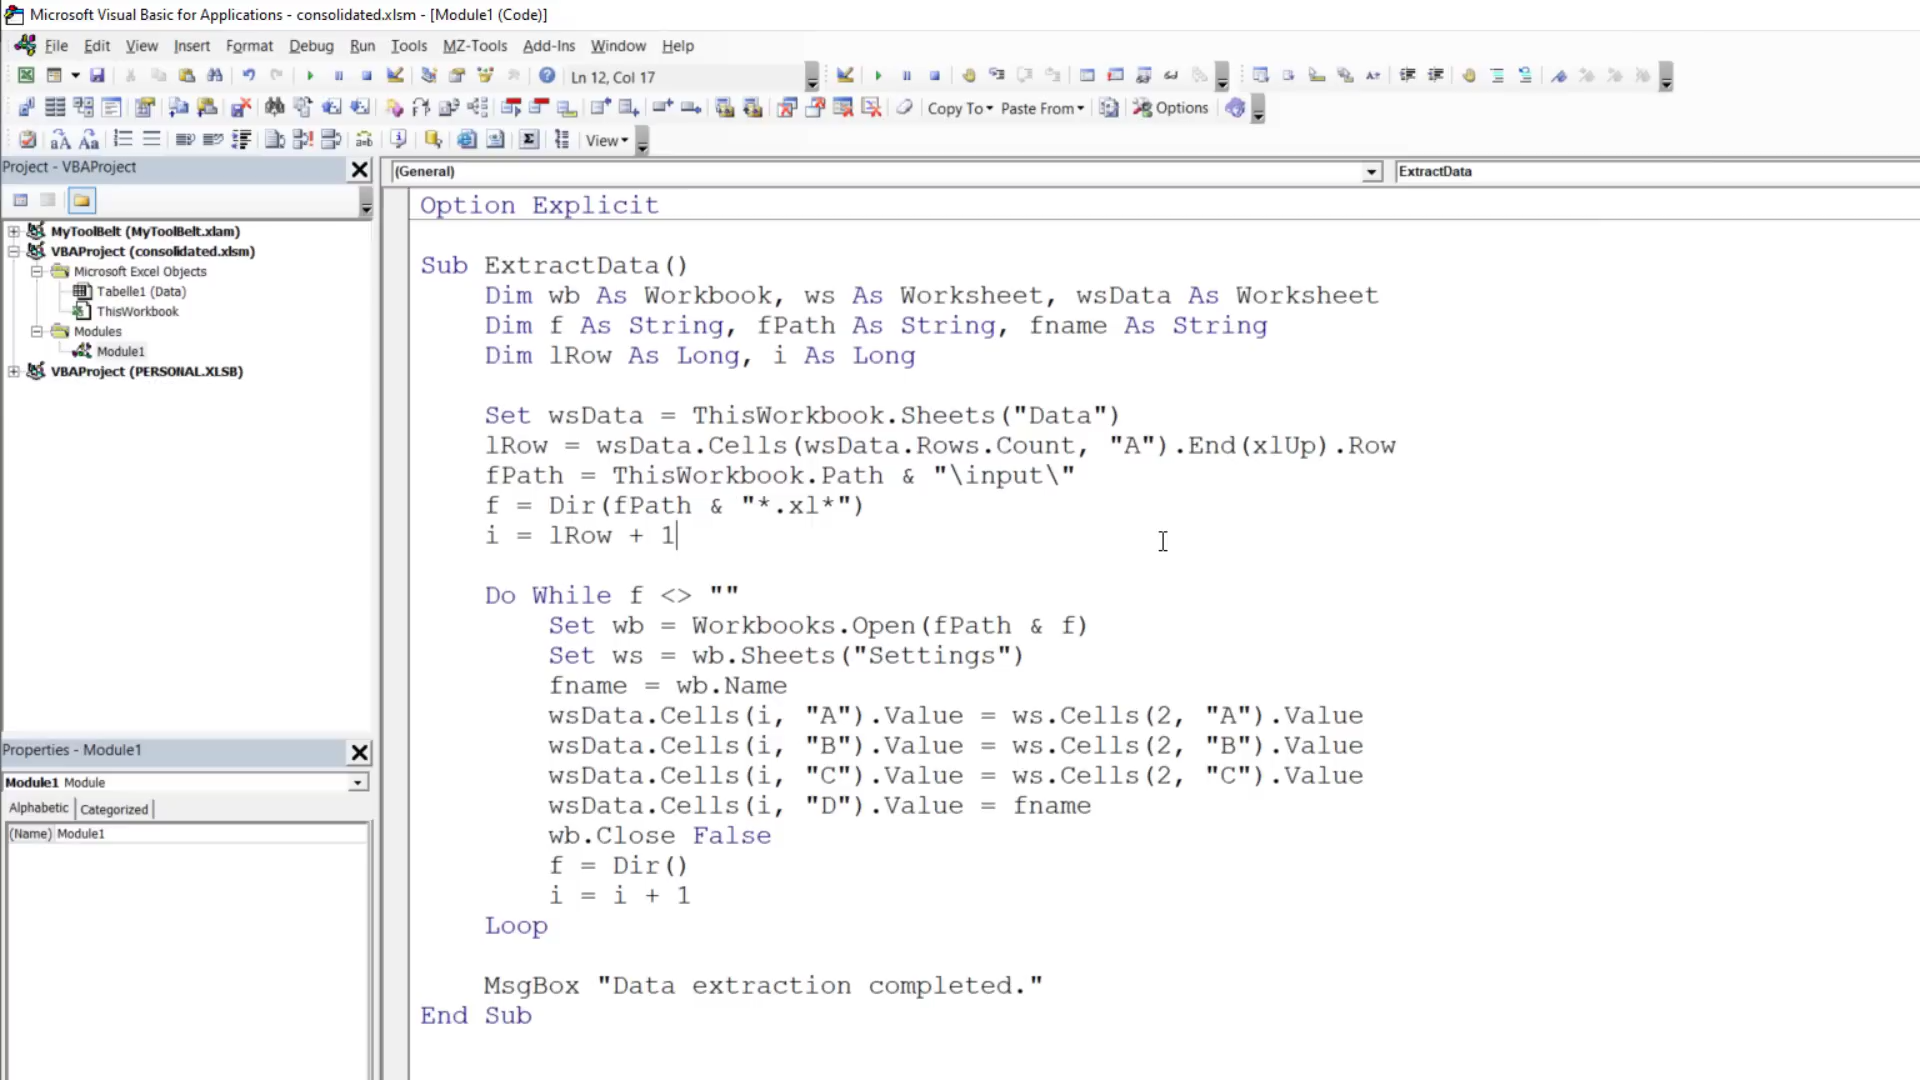 Microsoft Visual Basic for Applications - consolidated.xlsm - [Module1 (Code)]
File Edit View Insert Format Debug Run Tools MZ-Tools Add-Ins Window Help
Ln 12, Col 17
Copy To Paste From Options
View
Project - VBAProject
(General)
ExtractData
MyToolBelt (MyToolBelt.xlam)
VBAProject (consolidated.xlsm)
Microsoft Excel Objects
Tabelle1 (Data)
ThisWorkbook
Modules
Module1
VBAProject (PERSONAL.XLSB)
Properties - Module1
Module1 Module
Alphabetic Categorized
(Name) Module1
Option Explicit
Sub ExtractData()
Dim wb As Workbook, ws As Worksheet, wsData As Worksheet
Dim f As String, fPath As String, fname As String
Dim lRow As Long, i As Long
Set wsData = ThisWorkbook.Sheets("Data")
lRow = wsData.Cells(wsData.Rows.Count, "A").End(xlUp).Row
fPath = ThisWorkbook.Path & "\input\"
f = Dir(fPath & "*.xl*")
i = lRow + 1
Do While f <> ""
Set wb = Workbooks.Open(fPath & f)
Set ws = wb.Sheets("Settings")
fname = wb.Name
wsData.Cells(i, "A").Value = ws.Cells(2, "A").Value
wsData.Cells(i, "B").Value = ws.Cells(2, "B").Value
wsData.Cells(i, "C").Value = ws.Cells(2, "C").Value
wsData.Cells(i, "D").Value = fname
wb.Close False
f = Dir()
i = i + 1
Loop
MsgBox "Data extraction completed."
End Sub